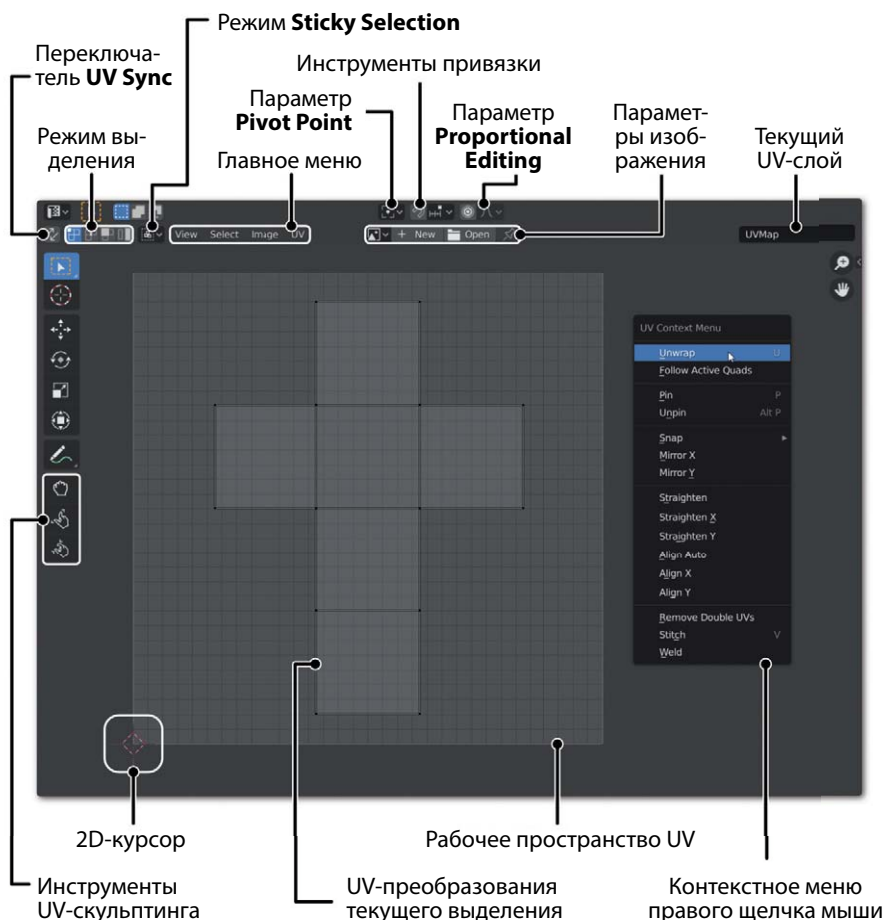 Режим Sticky Selection
Переключа-
тель UV Sync
Инструменты привязки
Параметр
Pivot Point
Параметр
Proportional
Editing
Парамет-
ры изоб-
ражения
Текущий
UV-слой
Режим вы-
деления
Главное меню
View Select Image UV
+ New Open
UVMap
UV Context Menu
Unwrap U
Follow Active Quads
Pin P
Unpin Alt P
Snap
Mirror X
Mirror Y
Straighten
Straighten X
Straighten Y
Align Auto
Align X
Align Y
Remove Double UVs
Stitch V
Weld
2D-курсор
Рабочее пространство UV
Инструменты
UV-скульптинга
UV-преобразования
текущего выделения
Контекстное меню
правого щелчка мыши